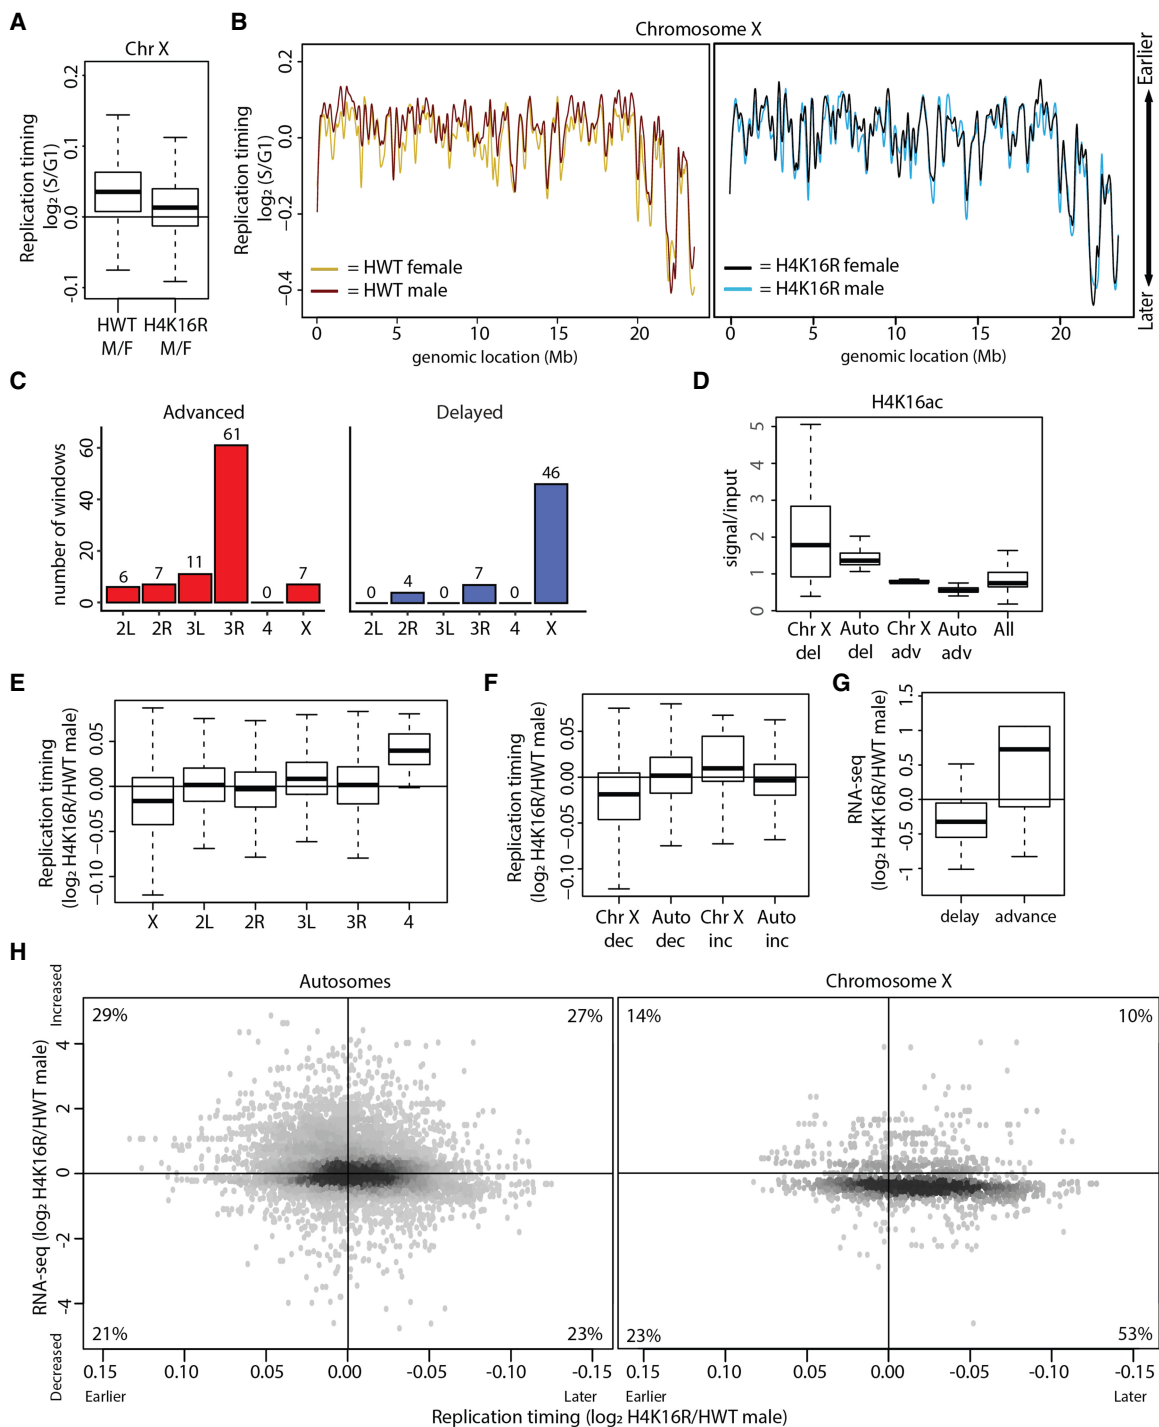 A
Chr X
Replication timing
log₂ (S/G1)
0.2
0.1
0.0
-0.1
HWT H4K16R
M/F M/F
B
Chromosome X
Replication timing
log₂ (S/G1)
0.2
0.0
−0.2
−0.4
= HWT female
= HWT male
0 5 10 15 20
genomic location (Mb)
= H4K16R female
= H4K16R male
0 5 10 15 20
genomic location (Mb)
Earlier
Later
C
Advanced
number of windows
60
40
20
0
6 7 11 61 0 7
2L 2R 3L 3R 4 X
Delayed
0 4 0 7 0 46
2L 2R 3L 3R 4 X
D
H4K16ac
signal/input
5
4
3
2
1
0
Chr X Auto Chr X Auto All
del del adv adv
E
Replication timing
(log₂ H4K16R/HWT male)
0.05
0.00
−0.05
−0.10
X 2L 2R 3L 3R 4
F
Replication timing
(log₂ H4K16R/HWT male)
0.05
0.00
−0.05
−0.10
Chr X Auto Chr X Auto
dec dec inc inc
G
RNA-seq
(log₂ H4K16R/HWT male)
1.5
1
0.5
0.0
-0.5
-1
delay advance
H
Autosomes
Chromosome X
RNA-seq (log₂ H4K16R/HWT male)
Increased
Decreased
4
2
0
-2
-4
29% 27%
21% 23%
14% 10%
23% 53%
0.15 0.10 0.05 0.00 -0.05 -0.10 -0.15
Earlier Later
0.15 0.10 0.05 0.00 -0.05 -0.10 -0.15
Earlier Later
Replication timing (log₂ H4K16R/HWT male)